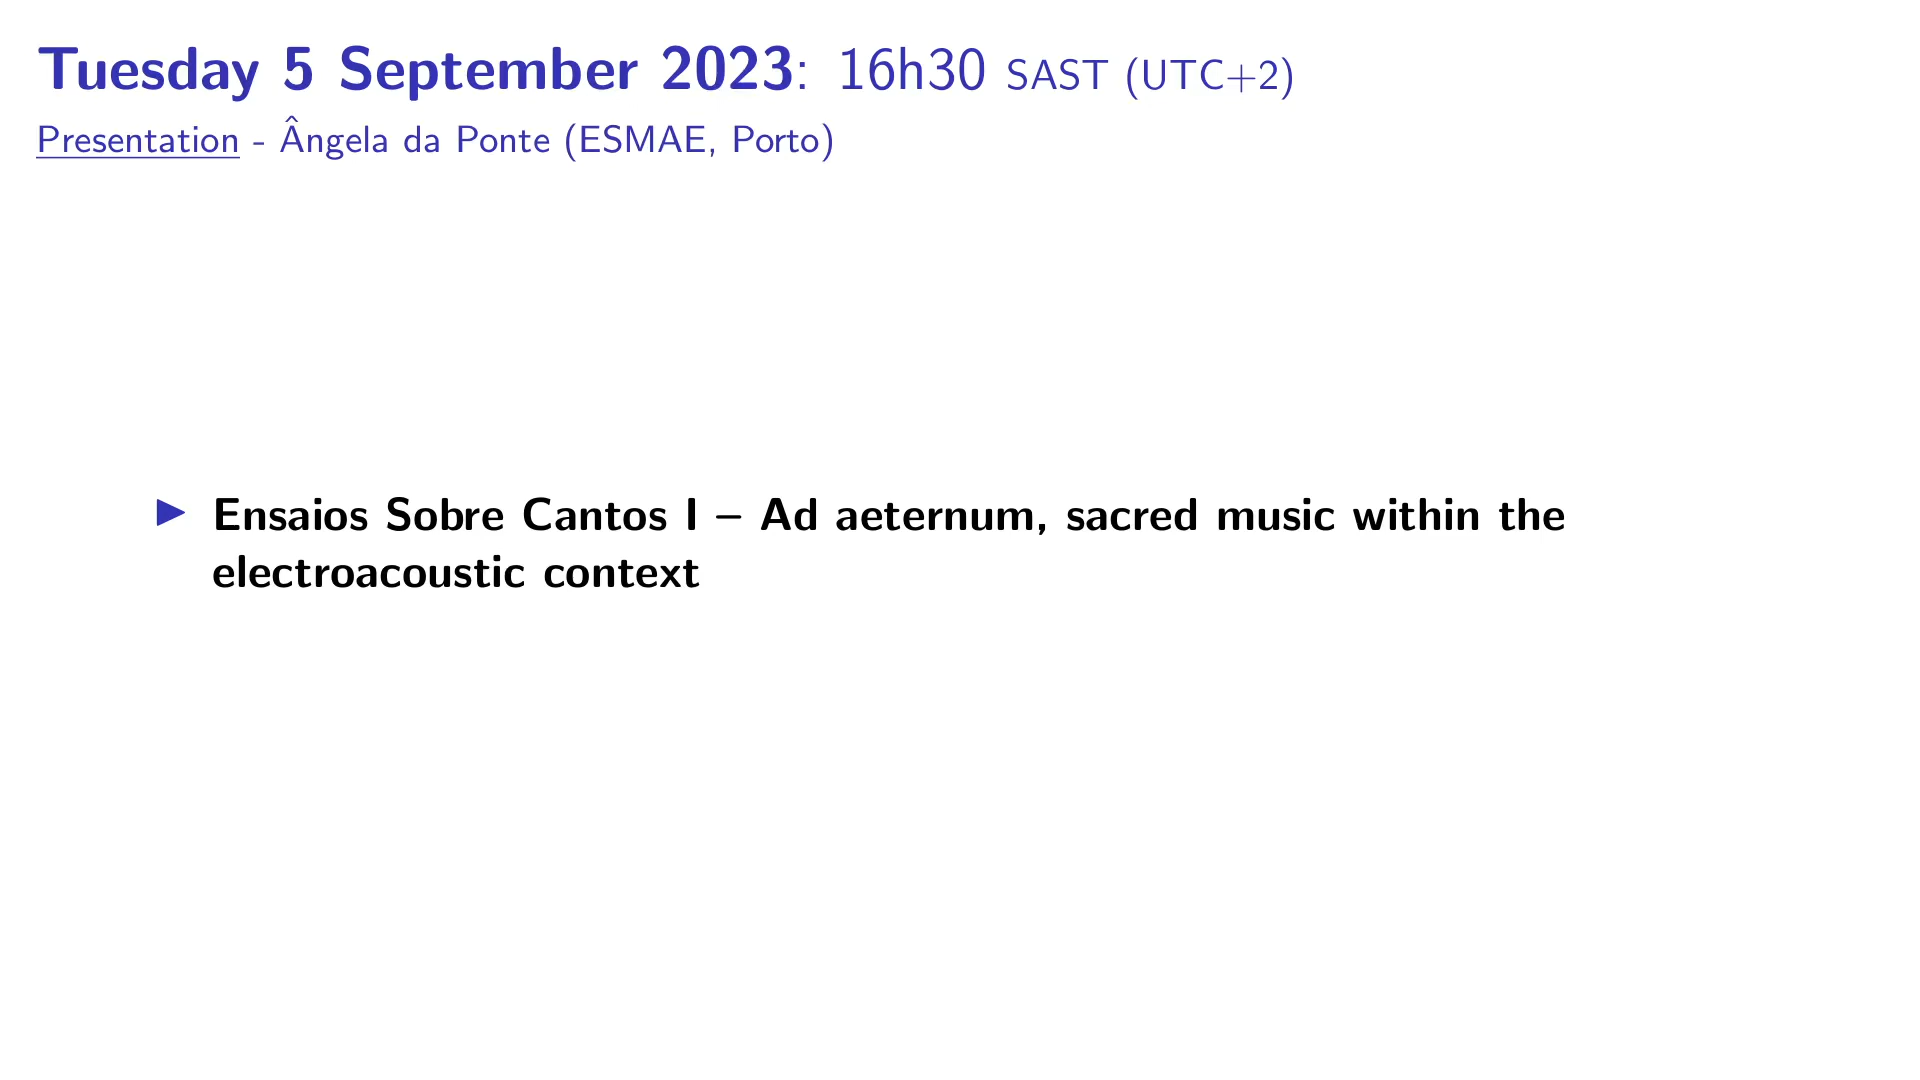 Tuesday 5 September 2023: 16h30 SAST (UTC+2)
Presentation - Ângela da Ponte (ESMAE, Porto)
Ensaios Sobre Cantos I – Ad aeternum, sacred music within the
electroacoustic context